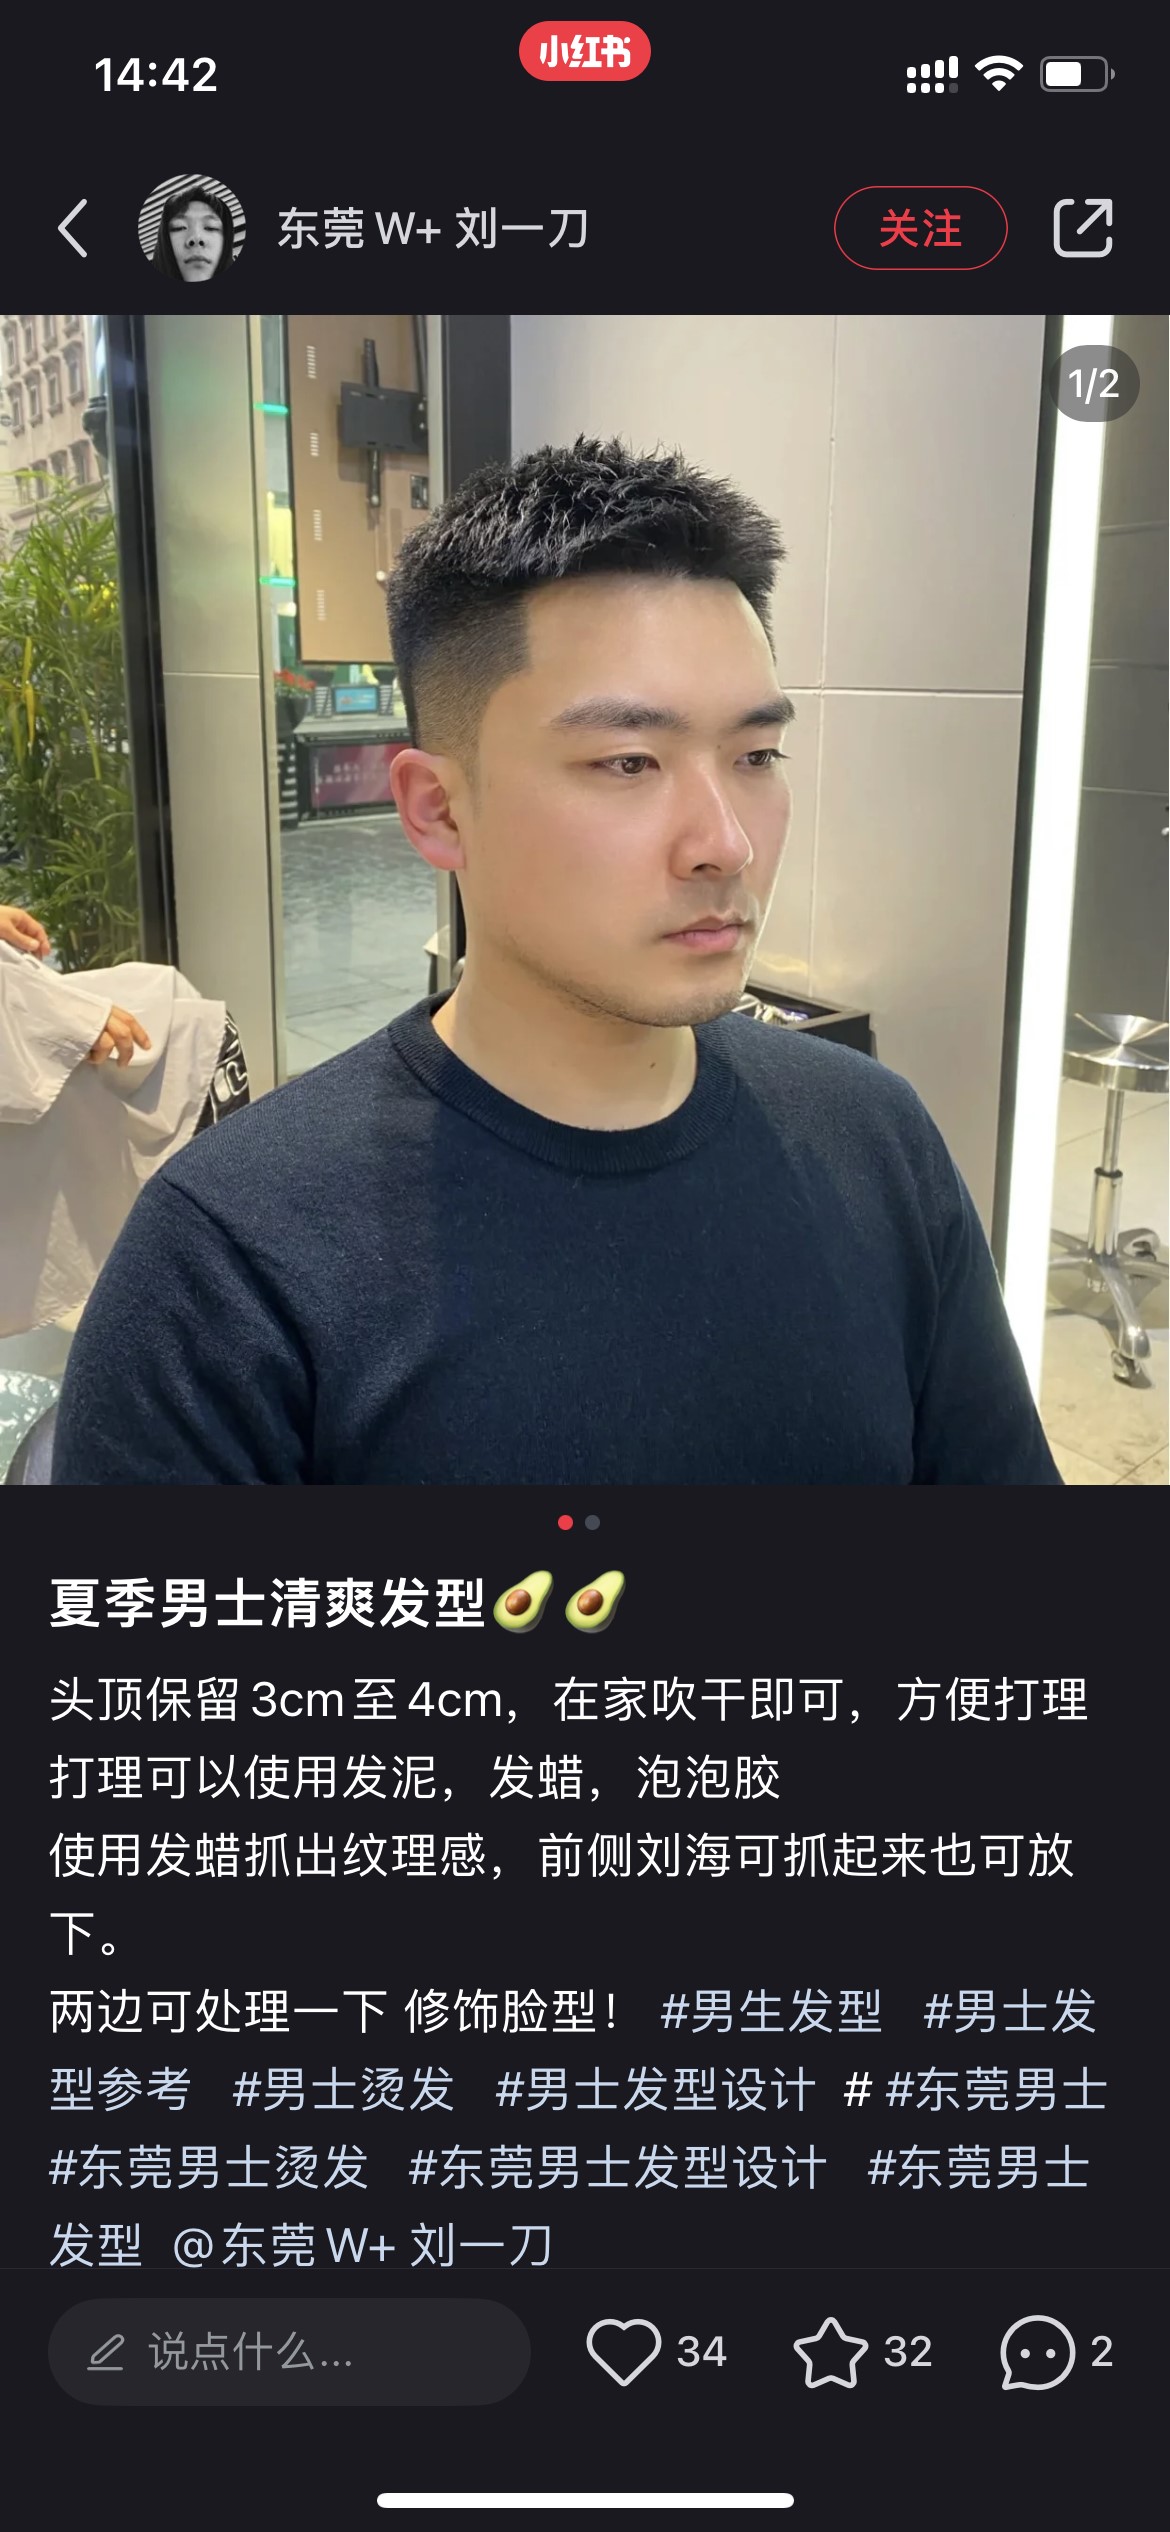 14:42
小红书
东莞 W+ 刘一刀
关注
1/2
夏季男士清爽发型🥑🥑
头顶保留 3cm 至 4cm，在家吹干即可，方便打理
打理可以使用发泥，发蜡，泡泡胶
使用发蜡抓出纹理感，前侧刘海可抓起来也可放
下。
两边可处理一下 修饰脸型！ #男生发型 #男士发
型参考 #男士烫发 #男士发型设计 # #东莞男士
#东莞男士烫发 #东莞男士发型设计 #东莞男士
发型 @东莞 W+ 刘一刀
说点什么...
34
32
2